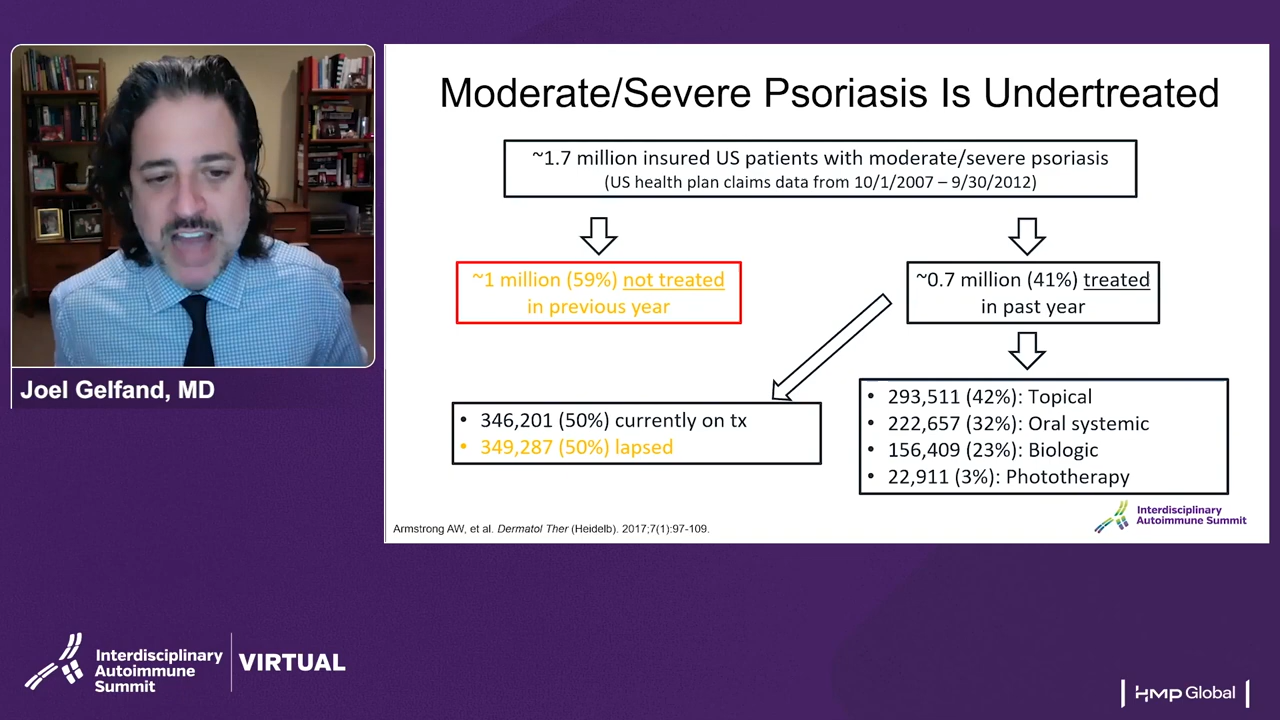 Moderate/Severe Psoriasis Is Undertreated
~1.7 million insured US patients with moderate/severe psoriasis
(US health plan claims data from 10/1/2007 – 9/30/2012)
~1 million (59%) not treated
in previous year
~0.7 million (41%) treated
in past year
• 346,201 (50%) currently on tx
• 349,287 (50%) lapsed
• 293,511 (42%): Topical
• 222,657 (32%): Oral systemic
• 156,409 (23%): Biologic
• 22,911 (3%): Phototherapy
Armstrong AW, et al. Dermatol Ther (Heidelb). 2017;7(1):97-109.
Interdisciplinary
Autoimmune Summit
Joel Gelfand, MD
Interdisciplinary
Autoimmune
Summit
VIRTUAL
HMP Global